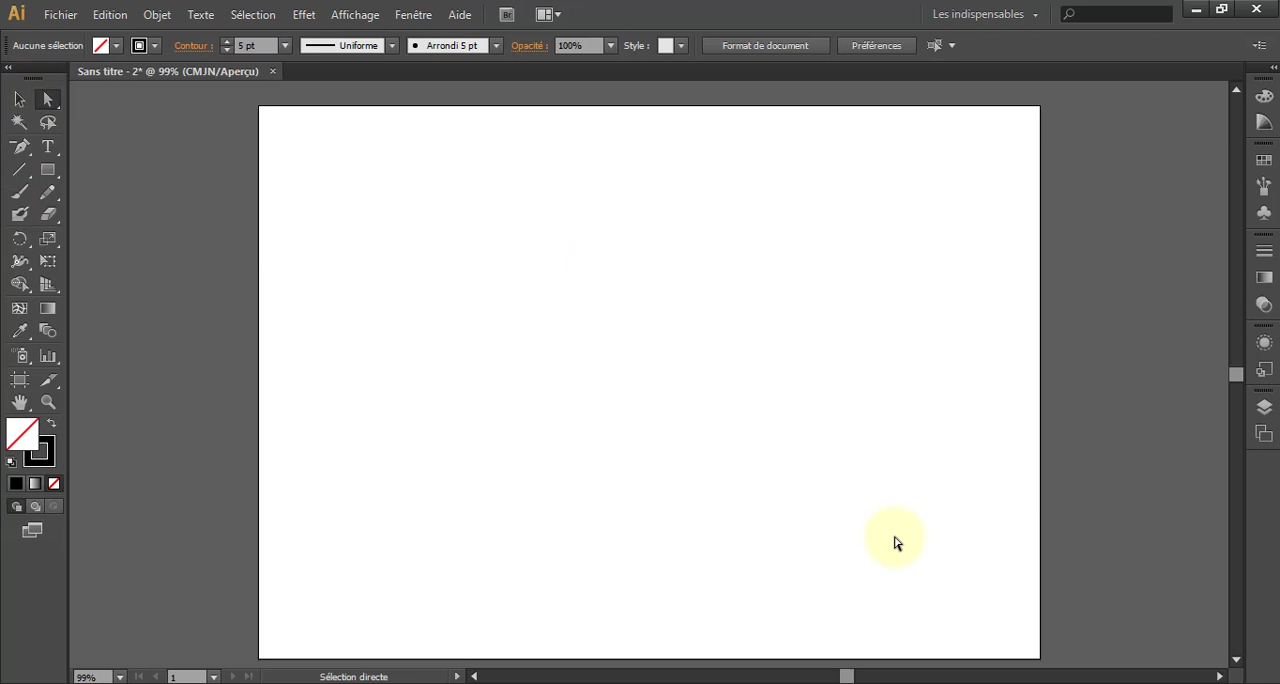 Ai Fichier Edition Objet Texte Sélection Effet Affichage Fenêtre Aide Br Les indispensables
Aucune sélection Contour : 5 pt Uniforme Arrondi 5 pt Opacité : 100% Style : Format de document Préférences
Sans titre - 2* @ 99% (CMJN/Aperçu) ×
T
99% 1 Sélection directe